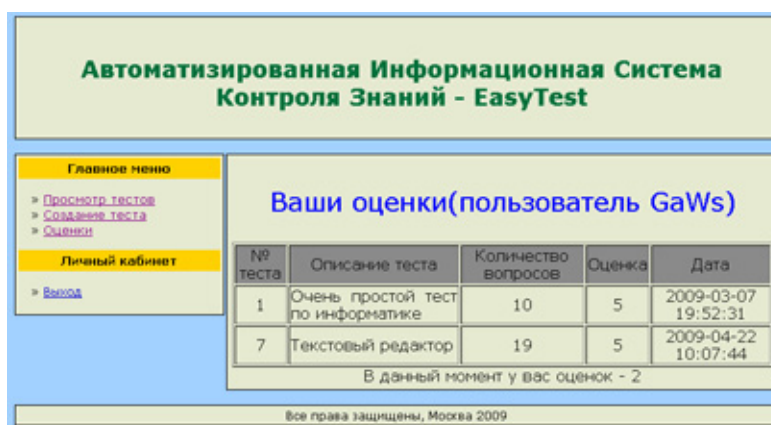 Автоматизированная Информационная Система
Контроля Знаний - EasyTest
Главное меню
» Просмотр тестов
» Создание теста
» Оценки
Личный кабинет
» Выход
Ваши оценки(пользователь GaWs)
№ теста Описание теста Количество вопросов Оценка Дата
1 Очень простой тест по информатике 10 5 2009-03-07 19:52:31
7 Текстовый редактор 19 5 2009-04-22 10:07:44
В данный момент у вас оценок - 2
Все права защищены, Москва 2009